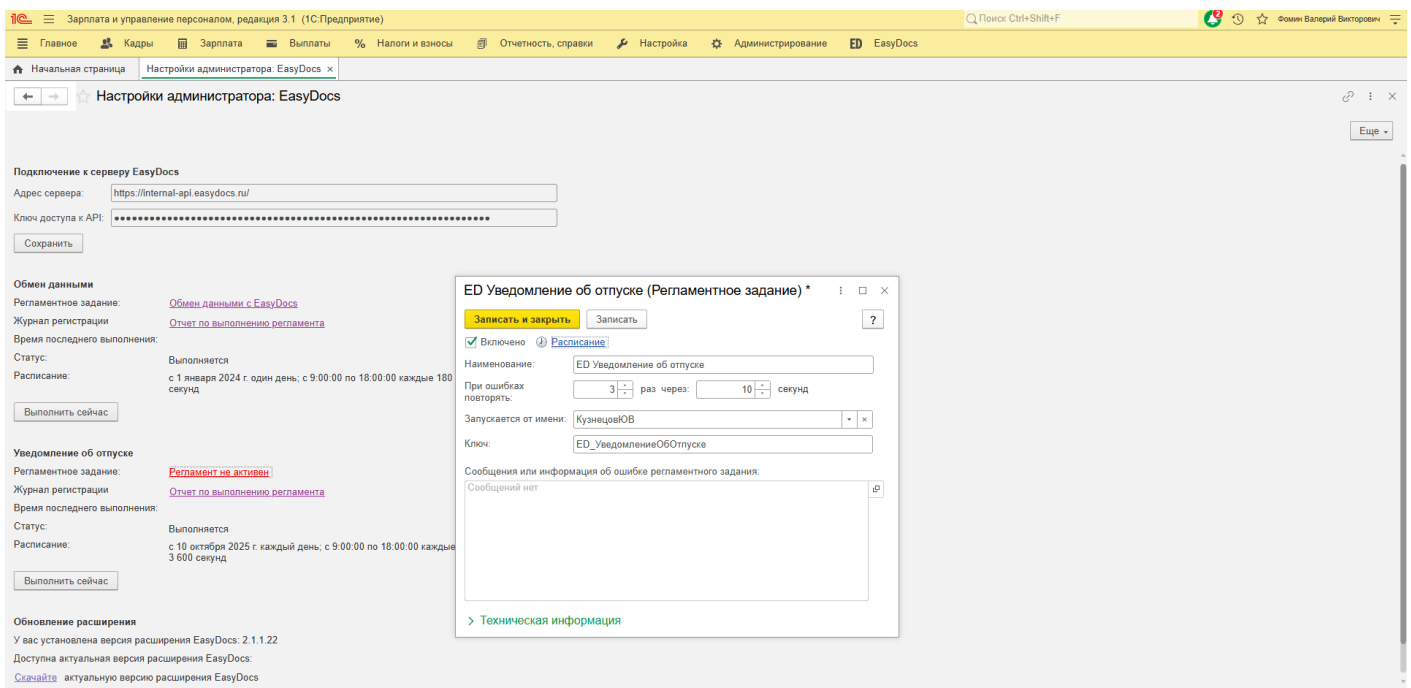 1С Зарплата и управление персоналом, редакция 3.1 (1С:Предприятие) Поиск Ctrl+Shift+F 2 Фомин Валерий Викторович
Главное Кадры Зарплата Выплаты % Налоги и взносы Отчетность, справки Настройка Администрирование ED EasyDocs
Начальная страница Настройки администратора: EasyDocs ×
Настройки администратора: EasyDocs
Еще
Подключение к серверу EasyDocs
Адрес сервера: https://internal-api.easydocs.ru/
Ключ доступа к API:
Сохранить
Обмен данными
Регламентное задание: Обмен данными с EasyDocs
Журнал регистрации Отчет по выполнению регламента
Время последнего выполнения:
Статус: Выполняется
Расписание: с 1 января 2024 г. один день; с 9:00:00 по 18:00:00 каждые 180
секунд
Выполнить сейчас
Уведомление об отпуске
Регламентное задание: Регламент не активен
Журнал регистрации Отчет по выполнению регламента
Время последнего выполнения:
Статус: Выполняется
Расписание: с 10 октября 2025 г. каждый день; с 9:00:00 по 18:00:00 каждые
3 600 секунд
Выполнить сейчас
Обновление расширения
У вас установлена версия расширения EasyDocs: 2.1.1.22
Доступна актуальная версия расширения EasyDocs:
Скачайте актуальную версию расширения EasyDocs
ED Уведомление об отпуске (Регламентное задание) *
Записать и закрыть Записать ?
Включено Расписание
Наименование: ED Уведомление об отпуске
При ошибках
повторять: 3 раз через: 10 секунд
Запускается от имени: КузнецовЮВ
Ключ: ED_УведомлениеОбОтпуске
Сообщения или информация об ошибке регламентного задания:
Сообщений нет
Техническая информация